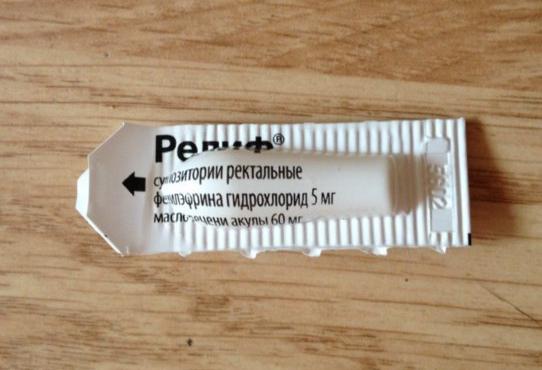 Релиф®
суппозитории ректальные
фенилэфрина гидрохлорид 5 мг
масло печени акулы 60 мг